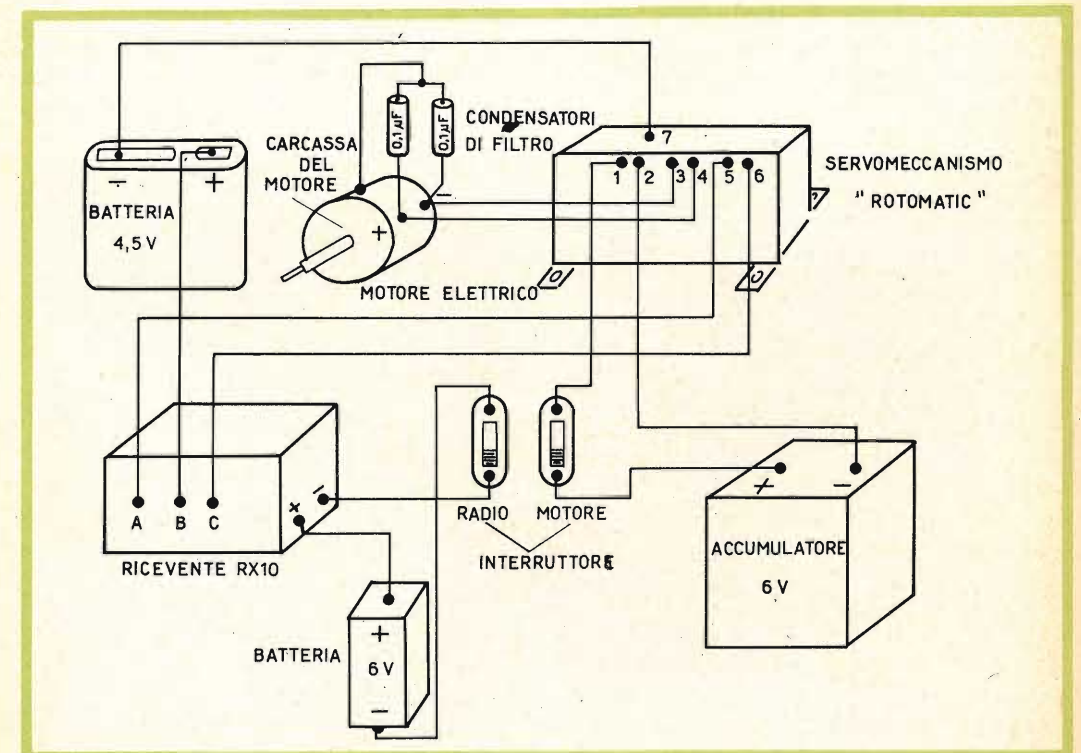 0,1 µF
0,1 µF
CONDENSATORI
DI FILTRO
CARCASSA
DEL
MOTORE
–
+
MOTORE ELETTRICO
– +
BATTERIA
4,5 V
7
1 2 3 4 5 6
SERVOMECCANISMO
" ROTOMATIC "
A B C
+ –
RICEVENTE RX10
RADIO MOTORE
INTERRUTTORE
+ –
ACCUMULATORE
6 V
BATTERIA
+
6 V
–